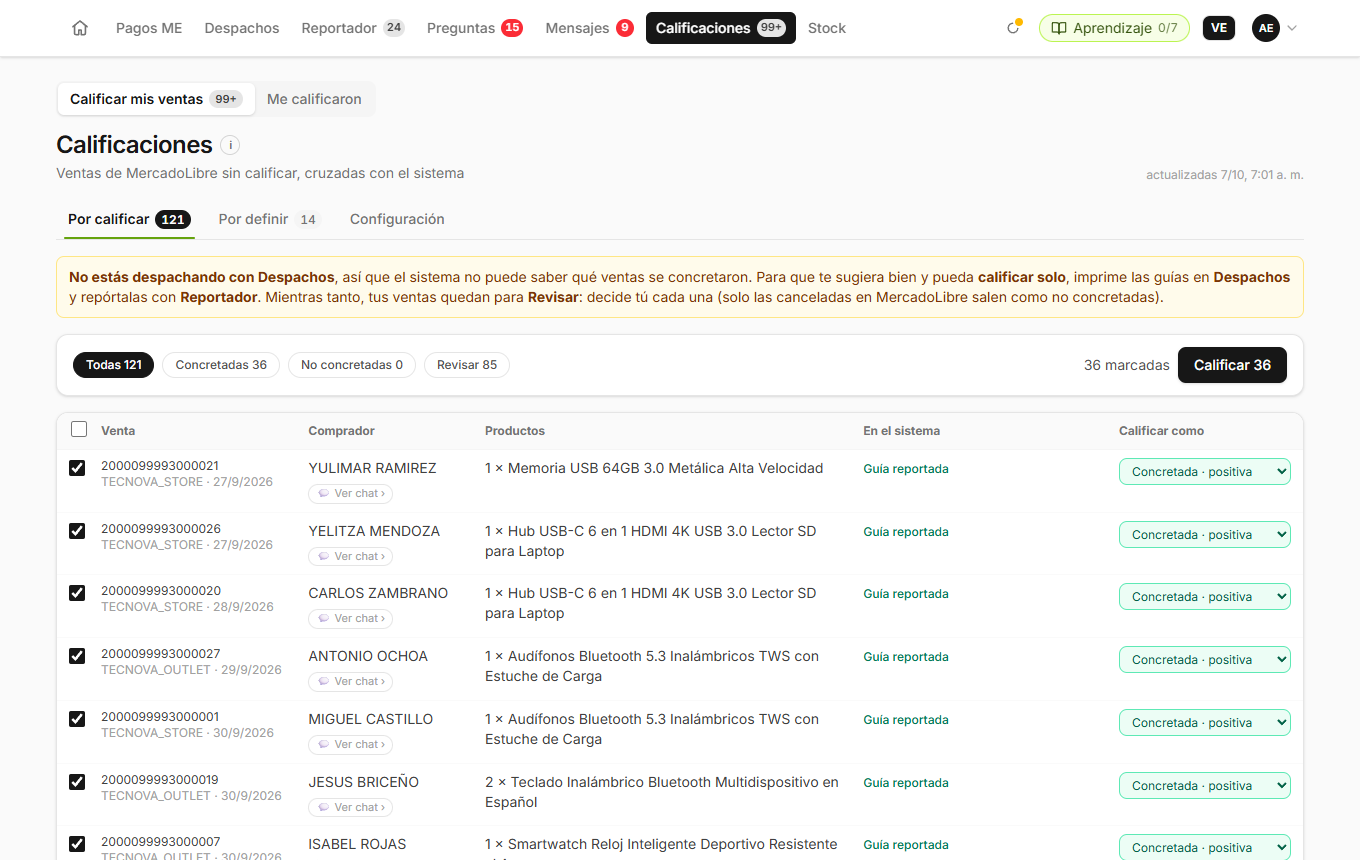 Pagos ME Despachos Reportador 24 Preguntas 15 Mensajes 9 Calificaciones 99+ Stock Aprendizaje 0/7 VE AE
Calificar mis ventas 99+ Me calificaron
Calificaciones i
Ventas de MercadoLibre sin calificar, cruzadas con el sistema
actualizadas 7/10, 7:01 a. m.
Por calificar 121 Por definir 14 Configuración
No estás despachando con Despachos, así que el sistema no puede saber qué ventas se concretaron. Para que te sugiera bien y pueda calificar solo, imprime las guías en Despachos
y repórtalas con Reportador. Mientras tanto, tus ventas quedan para Revisar: decide tú cada una (solo las canceladas en MercadoLibre salen como no concretadas).
Todas 121 Concretadas 36 No concretadas 0 Revisar 85 36 marcadas Calificar 36
Venta Comprador Productos En el sistema Calificar como
2000099993000021 YULIMAR RAMIREZ 1 × Memoria USB 64GB 3.0 Metálica Alta Velocidad Guía reportada Concretada · positiva
TECNOVA_STORE · 27/9/2026
Ver chat ›
2000099993000026 YELITZA MENDOZA 1 × Hub USB-C 6 en 1 HDMI 4K USB 3.0 Lector SD Guía reportada Concretada · positiva
TECNOVA_STORE · 27/9/2026 para Laptop
Ver chat ›
2000099993000020 CARLOS ZAMBRANO 1 × Hub USB-C 6 en 1 HDMI 4K USB 3.0 Lector SD Guía reportada Concretada · positiva
TECNOVA_STORE · 28/9/2026 para Laptop
Ver chat ›
2000099993000027 ANTONIO OCHOA 1 × Audífonos Bluetooth 5.3 Inalámbricos TWS con Guía reportada Concretada · positiva
TECNOVA_OUTLET · 29/9/2026 Estuche de Carga
Ver chat ›
2000099993000001 MIGUEL CASTILLO 1 × Audífonos Bluetooth 5.3 Inalámbricos TWS con Guía reportada Concretada · positiva
TECNOVA_STORE · 30/9/2026 Estuche de Carga
Ver chat ›
2000099993000019 JESUS BRICEÑO 2 × Teclado Inalámbrico Bluetooth Multidispositivo en Guía reportada Concretada · positiva
TECNOVA_OUTLET · 30/9/2026 Español
Ver chat ›
2000099993000007 ISABEL ROJAS 1 × Smartwatch Reloj Inteligente Deportivo Resistente Guía reportada Concretada · positiva
TECNOVA_OUTLET · 30/9/2026